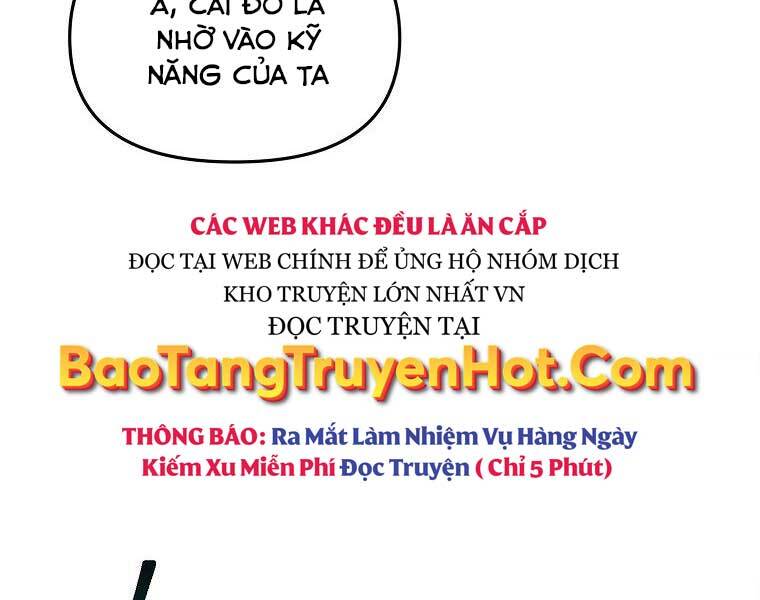 À, CÁI ĐÓ LÀ
NHỜ VÀO KỸ
NĂNG CỦA TA
CÁC WEB KHÁC ĐỀU LÀ ĂN CẮP
ĐỌC TẠI WEB CHÍNH ĐỂ ỦNG HỘ NHÓM DỊCH
KHO TRUYỆN LỚN NHẤT VN
ĐỌC TRUYỆN TẠI
BaoTangTruyenHot.Com
THÔNG BÁO: Ra Mắt Làm Nhiệm Vụ Hàng Ngày
Kiếm Xu Miễn Phí Đọc Truyện ( Chỉ 5 Phút)